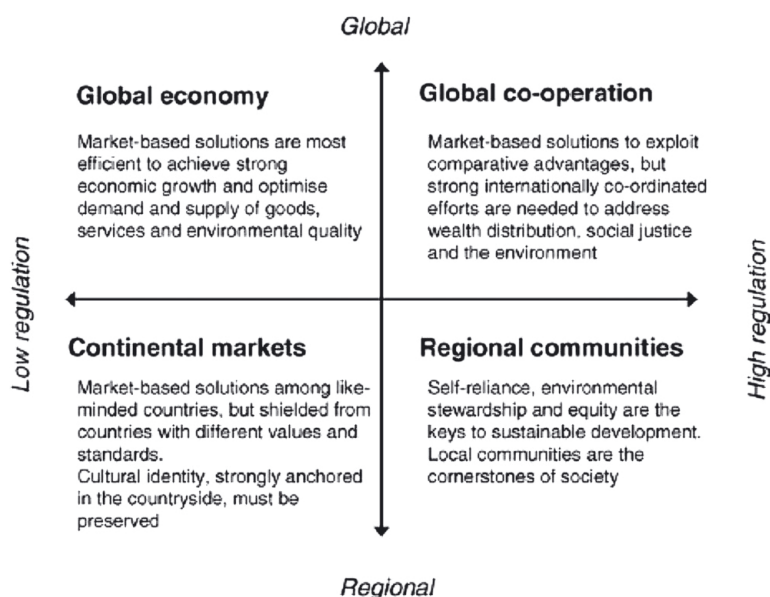 Global
Global economy
Market-based solutions are most
efficient to achieve strong
economic growth and optimise
demand and supply of goods,
services and environmental quality
Global co-operation
Market-based solutions to exploit
comparative advantages, but
strong internationally co-ordinated
efforts are needed to address
wealth distribution, social justice
and the environment
Low regulation
High regulation
Continental markets
Market-based solutions among like-
minded countries, but shielded from
countries with different values and
standards.
Cultural identity, strongly anchored
in the countryside, must be
preserved
Regional communities
Self-reliance, environmental
stewardship and equity are the
keys to sustainable development.
Local communities are the
cornerstones of society
Regional